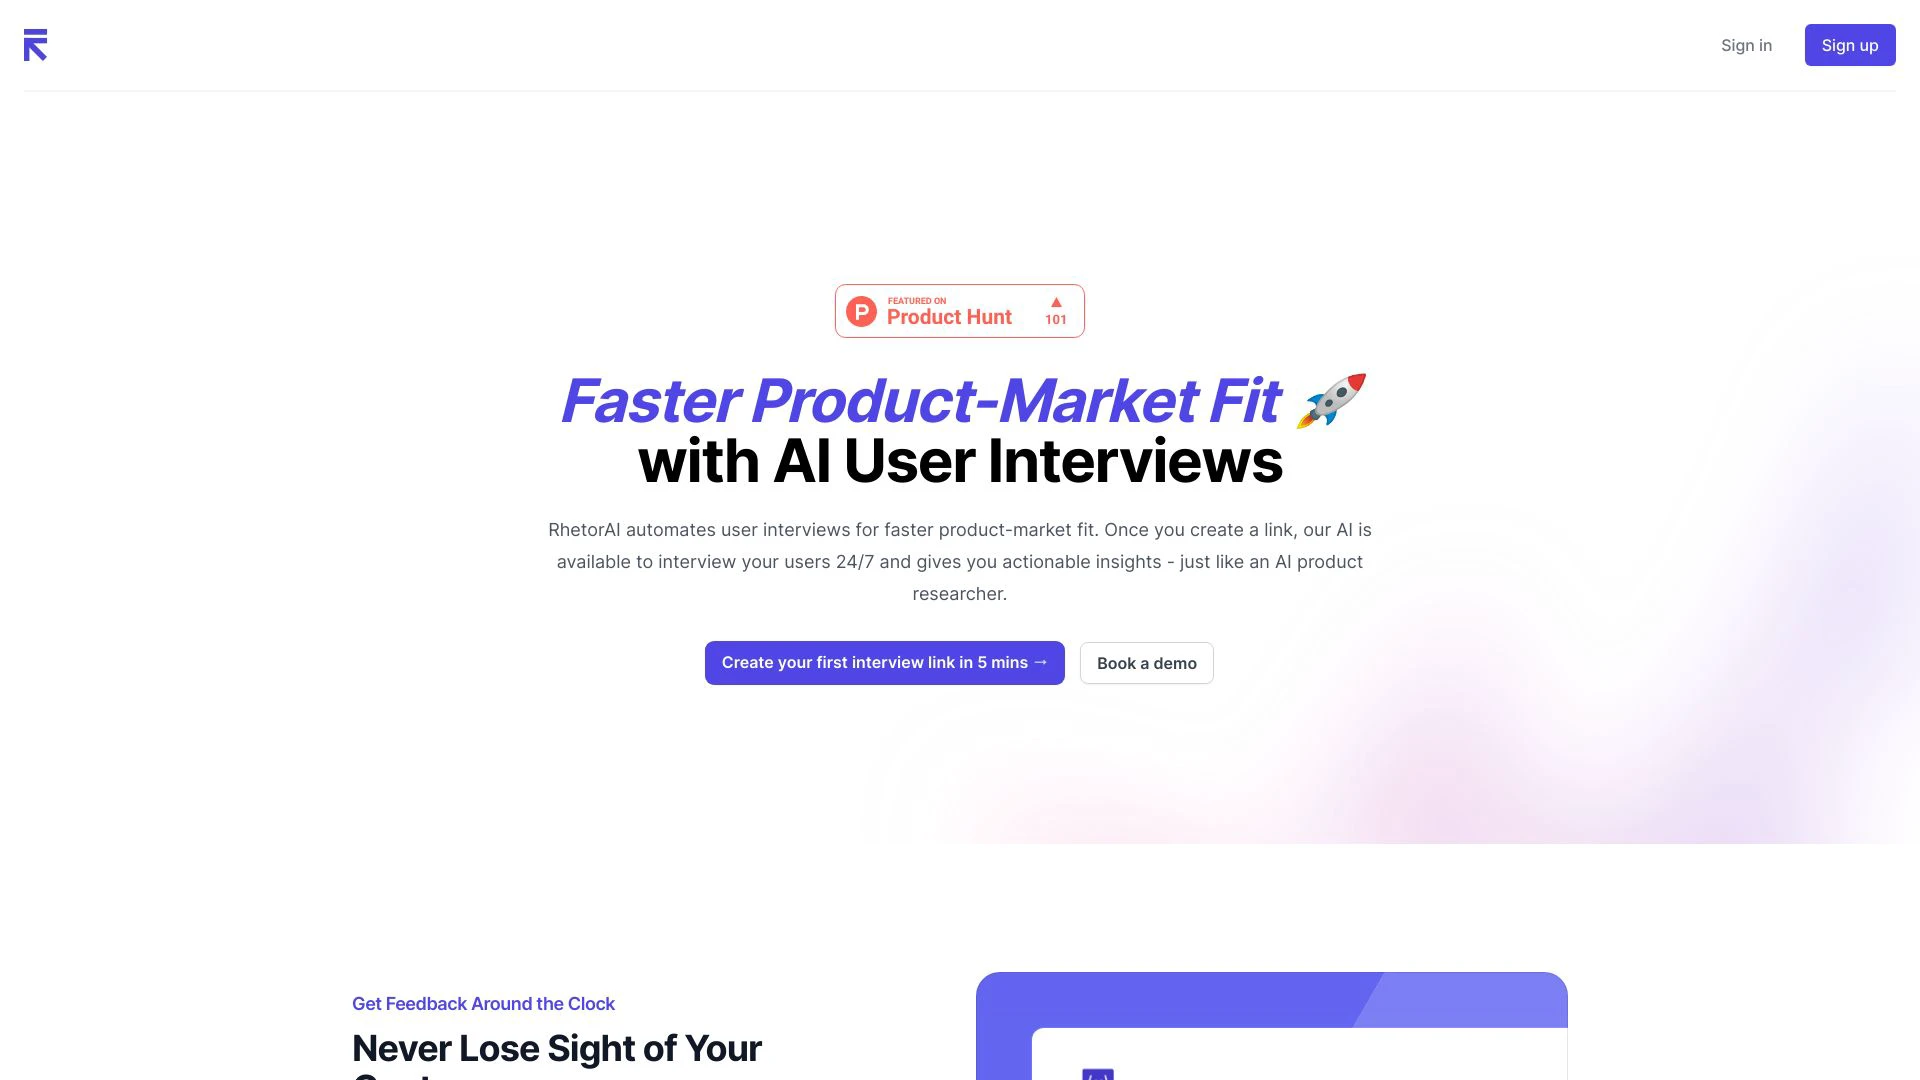 Sign in
Sign up
FEATURED ON
Product Hunt
101
Faster Product-Market Fit 🚀
with AI User Interviews
RhetorAI automates user interviews for faster product-market fit. Once you create a link, our AI is
available to interview your users 24/7 and gives you actionable insights - just like an AI product
researcher.
Create your first interview link in 5 mins →
Book a demo
Get Feedback Around the Clock
Never Lose Sight of Your